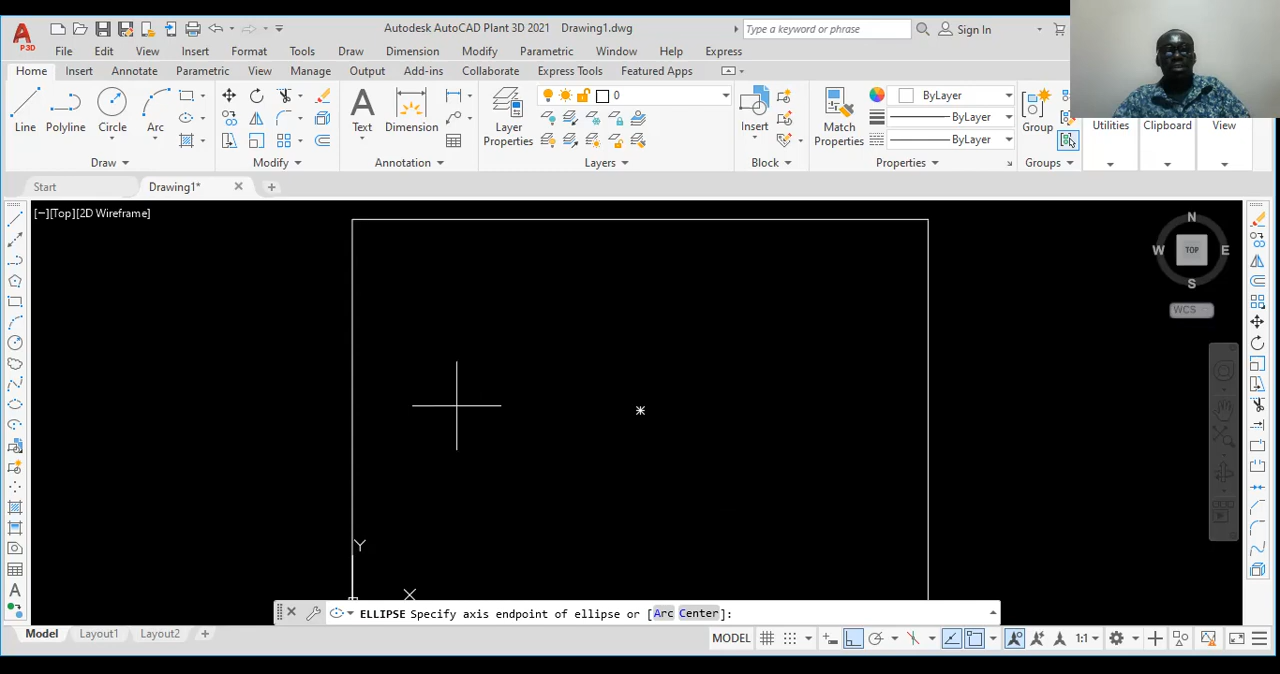 Autodesk AutoCAD Plant 3D 2021 Drawing1.dwg
Type a keyword or phrase
Sign In
P3D
File Edit View Insert Format Tools Draw Dimension Modify Parametric Window Help Express
Home Insert Annotate Parametric View Manage Output Add-ins Collaborate Express Tools Featured Apps
0
ByLayer
ByLayer
ByLayer
Line Polyline Circle Arc
Text Dimension
Layer Properties
Insert
Match Properties
Group
Utilities Clipboard View
Draw Modify Annotation Layers Block Properties Groups
Start Drawing1*
[−][Top][2D Wireframe]
N
W TOP E
S
WCS
Y
X
A
ELLIPSE Specify axis endpoint of ellipse or [Arc Center]:
Model Layout1 Layout2
MODEL 1:1